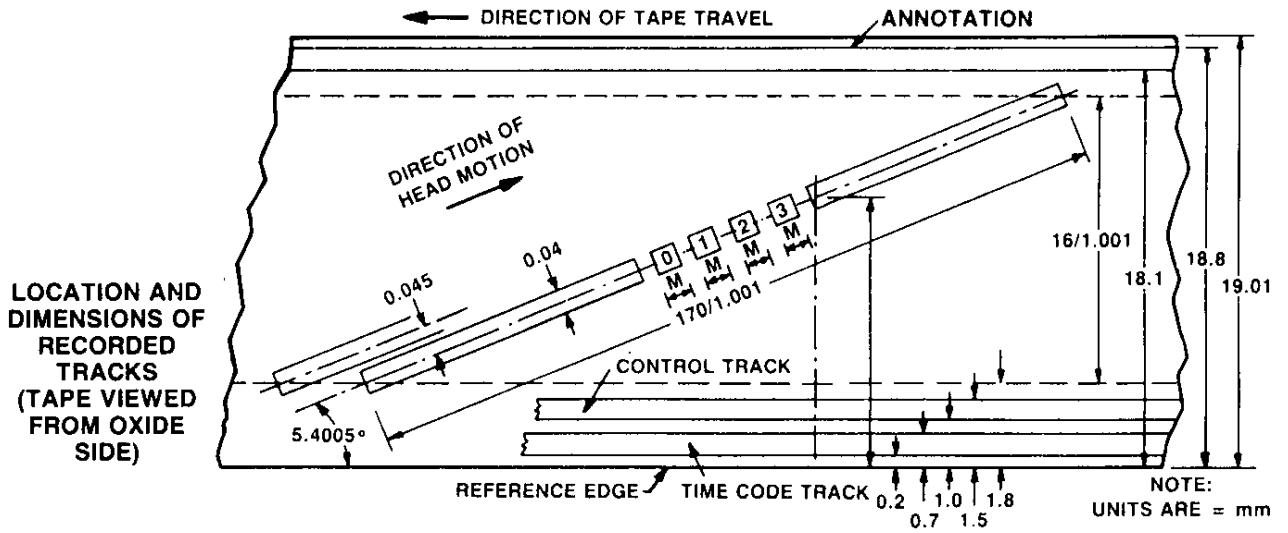 DIRECTION OF TAPE TRAVEL
ANNOTATION
DIRECTION OF
HEAD MOTION
0.045
0.04
0
1
2
3
M
M
M
M
170/1.001
16/1.001
18.1
18.8
19.01
LOCATION AND
DIMENSIONS OF
RECORDED
TRACKS
(TAPE VIEWED
FROM OXIDE
SIDE)
5.4005°
CONTROL TRACK
REFERENCE EDGE
TIME CODE TRACK
0.2
0.7
1.0
1.5
1.8
NOTE:
UNITS ARE = mm